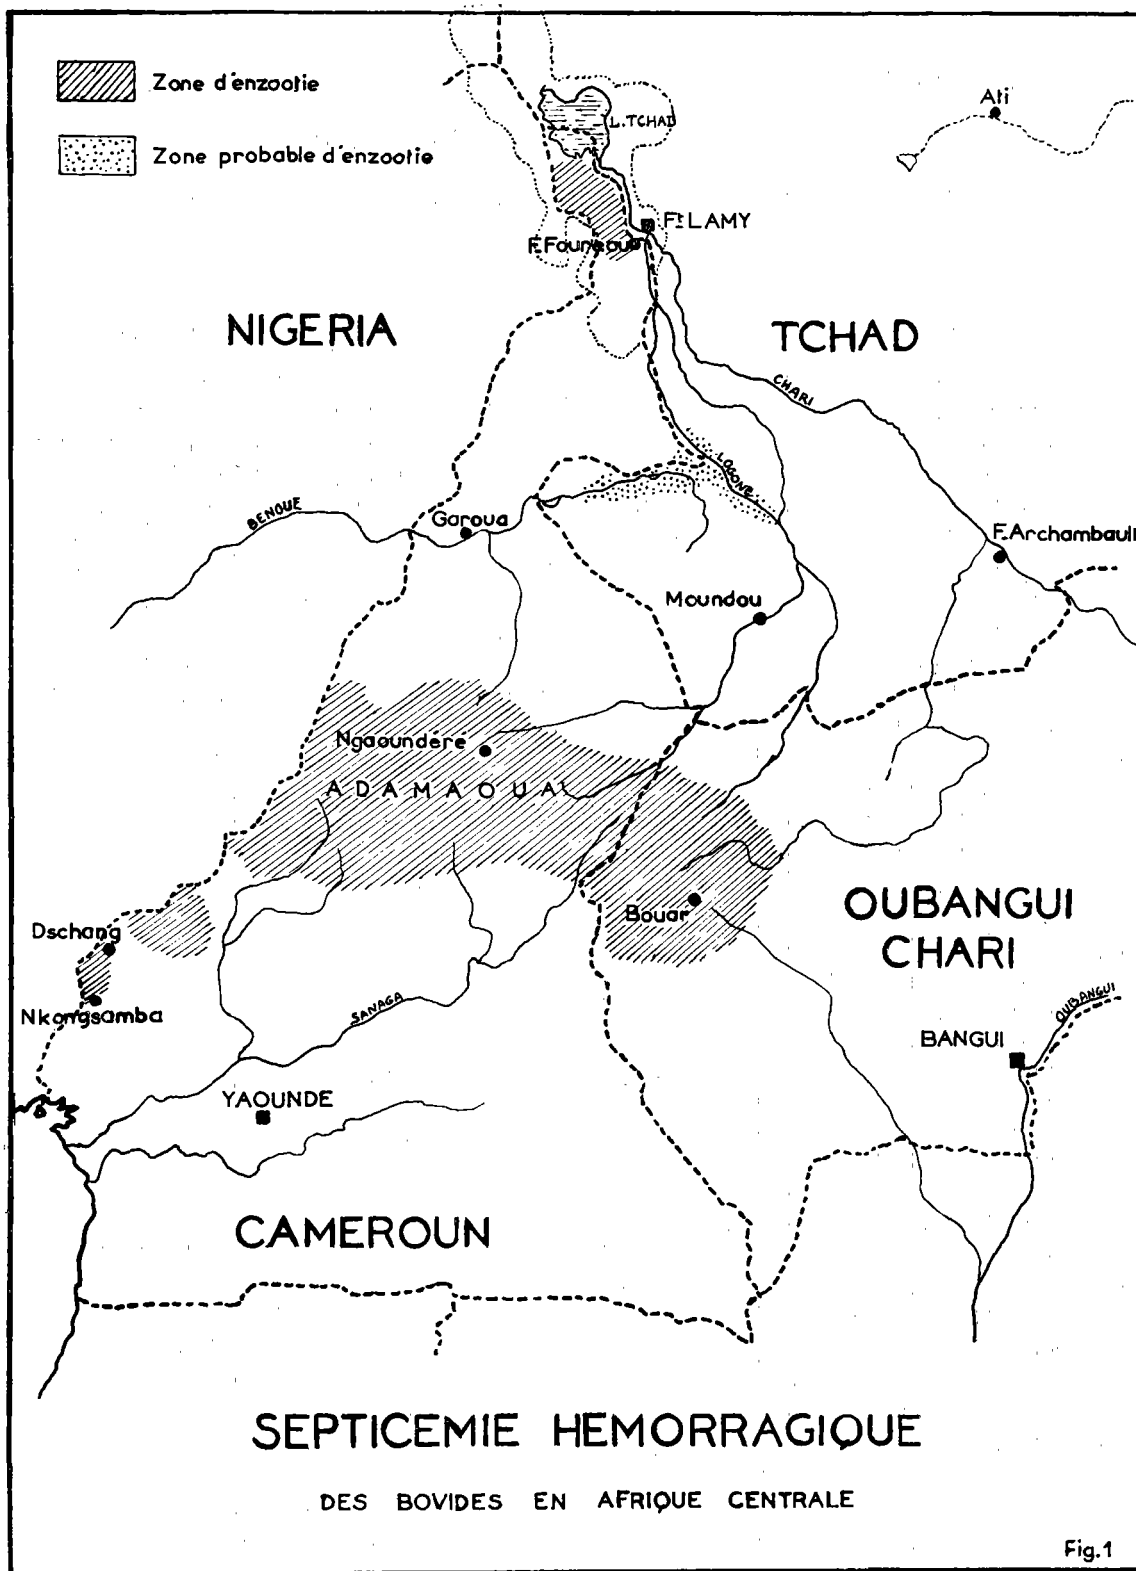 Zone d'enzootie
Zone probable d'enzootie
Ati
L. TCHAD
Ft LAMY
F. Foureau
NIGERIA
TCHAD
CHARI
LOGONE
BENOUE
Garoua
F. Archambault
Moundou
Ngaoundere
ADAMAOUA
Bouar
OUBANGUI
CHARI
Dschang
Nkongsamba
SANAGA
OUBANGUI
BANGUI
YAOUNDE
CAMEROUN
SEPTICEMIE HEMORRAGIQUE
DES BOVIDES EN AFRIQUE CENTRALE
Fig.1